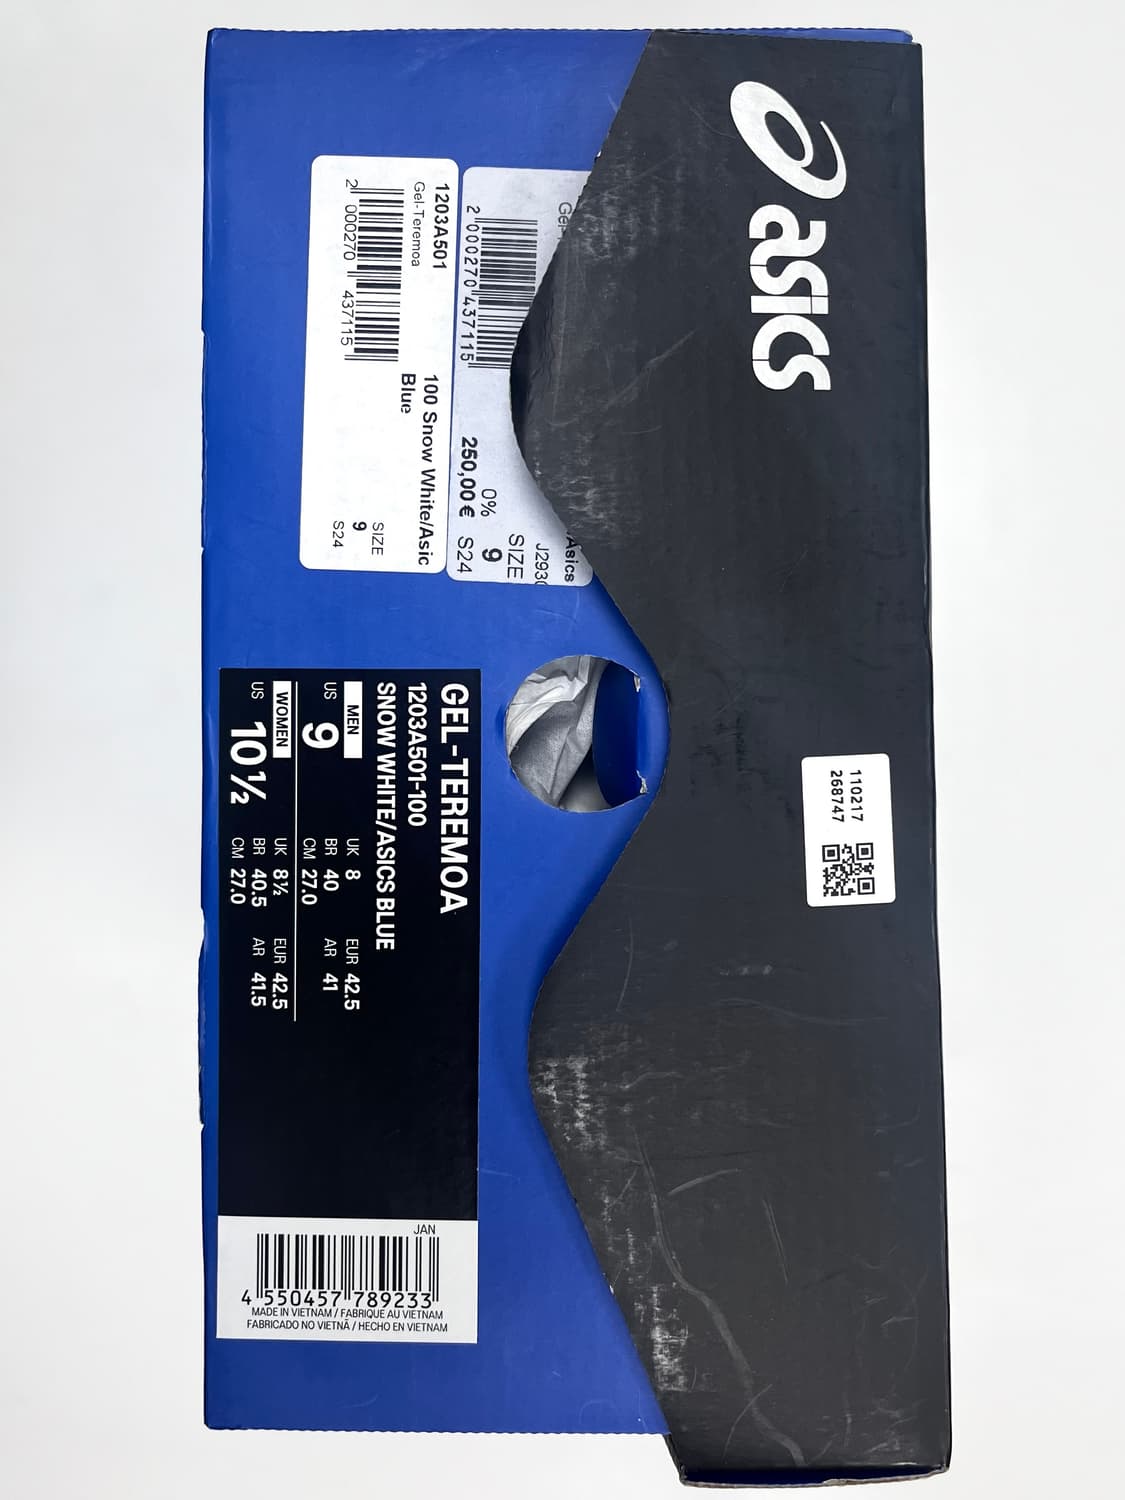 asics
110217
268747
Gel-
/Asics
J2930
SIZE
9
0%
250,00 €
S24
2 000270 437115
1203A501
Gel-Teremoa
100 Snow White/Asic
Blue
2 000270 437115
SIZE
9
S24
GEL-TEREMOA
1203A501-100
SNOW WHITE/ASICS BLUE
MEN
US 9
UK 8 EUR 42.5
BR 40 AR 41
CM 27.0
WOMEN
US 10½
UK 8½ EUR 42.5
BR 40.5 AR 41.5
CM 27.0
JAN
4 550457 789233
MADE IN VIETNAM / FABRIQUE AU VIETNAM
FABRICADO NO VIETNÃ / HECHO EN VIETNAM